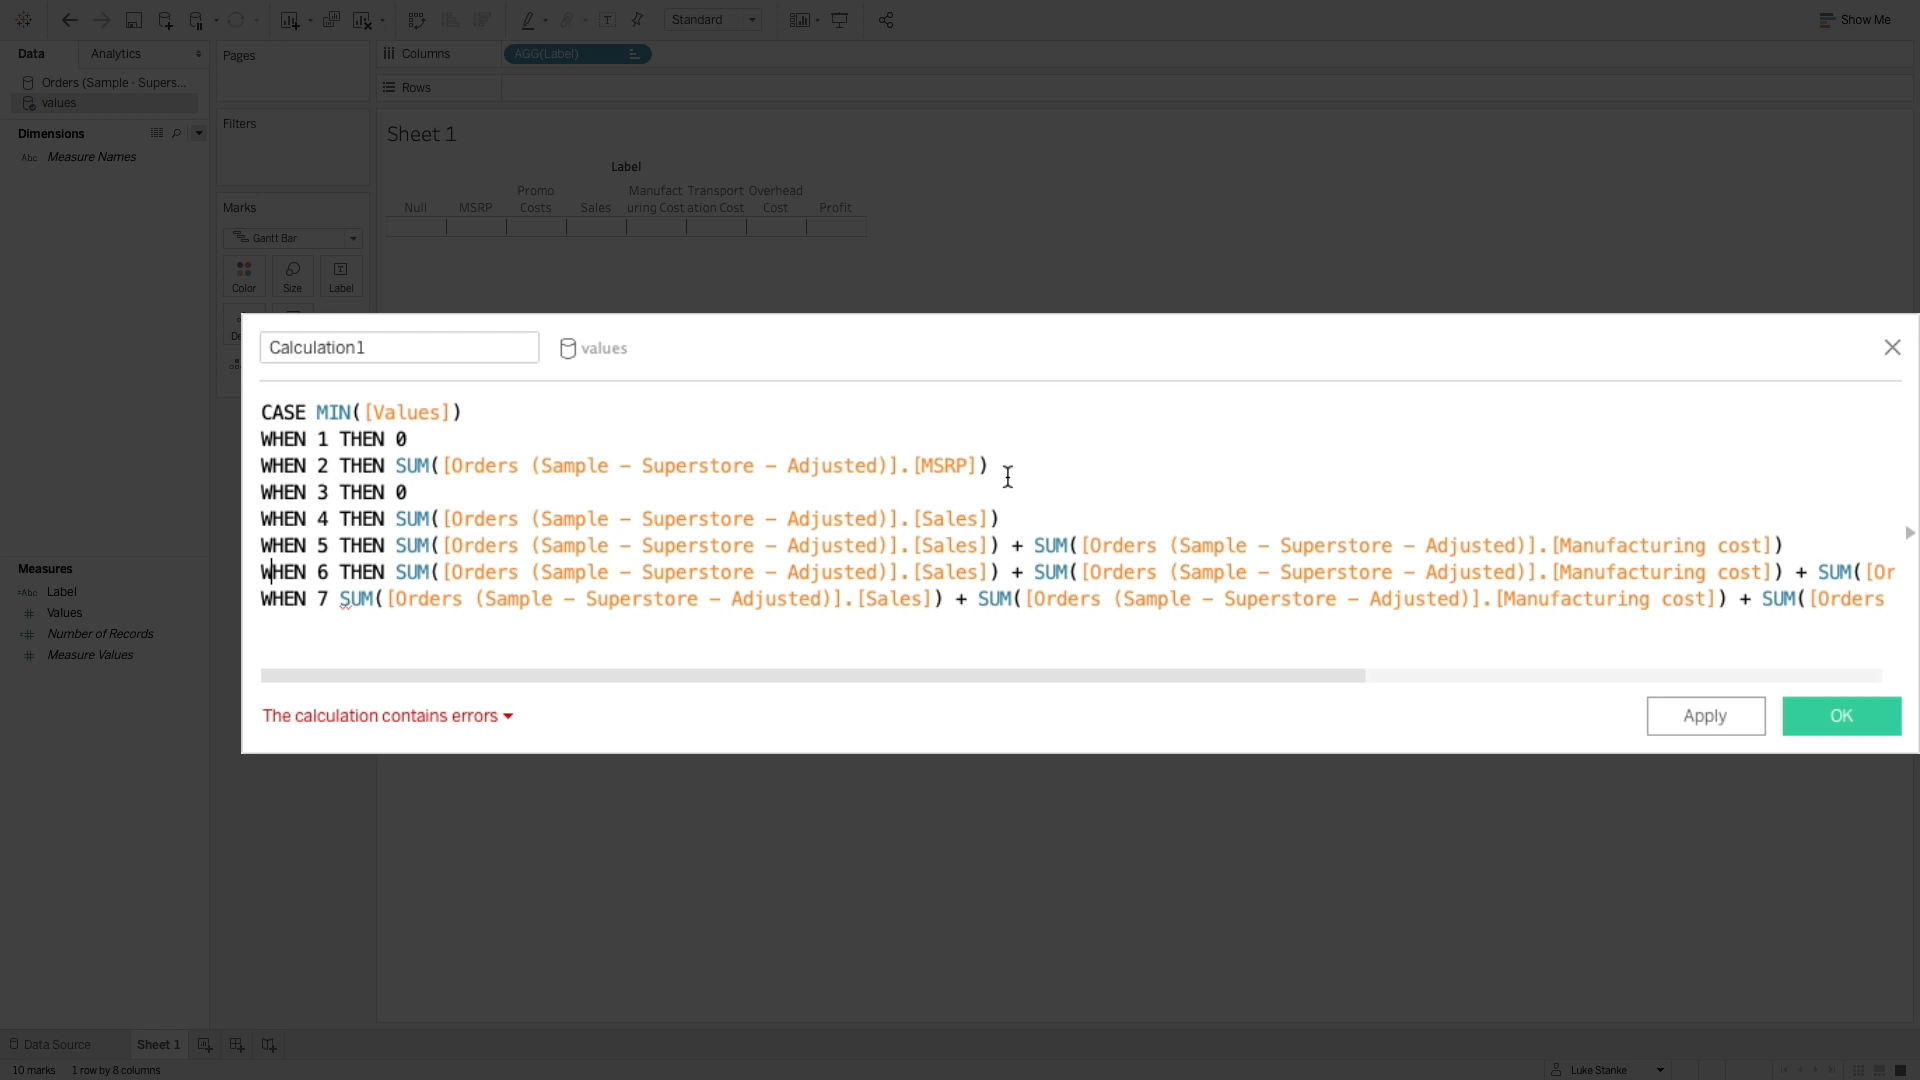 Standard
Show Me
Data
Analytics
Pages
Columns
AGG(Label)
Orders (Sample - Supers...
values
Rows
Filters
Dimensions
Abc Measure Names
Sheet 1
Label
Null
MSRP
Promo Costs
Sales
Manufacturing Cost
Transportation Cost
Overhead Cost
Profit
Marks
Gantt Bar
Color
Size
Label
Calculation1
values
CASE MIN([Values])
WHEN 1 THEN 0
WHEN 2 THEN SUM([Orders (Sample - Superstore - Adjusted)].[MSRP])
WHEN 3 THEN 0
WHEN 4 THEN SUM([Orders (Sample - Superstore - Adjusted)].[Sales])
WHEN 5 THEN SUM([Orders (Sample - Superstore - Adjusted)].[Sales]) + SUM([Orders (Sample - Superstore - Adjusted)].[Manufacturing cost])
WHEN 6 THEN SUM([Orders (Sample - Superstore - Adjusted)].[Sales]) + SUM([Orders (Sample - Superstore - Adjusted)].[Manufacturing cost]) + SUM([Or
WHEN 7 SUM([Orders (Sample - Superstore - Adjusted)].[Sales]) + SUM([Orders (Sample - Superstore - Adjusted)].[Manufacturing cost]) + SUM([Orders
The calculation contains errors
Apply
OK
Measures
=Abc Label
# Values
=# Number of Records
# Measure Values
Data Source
Sheet 1
10 marks
1 row by 8 columns
Luke Stanke